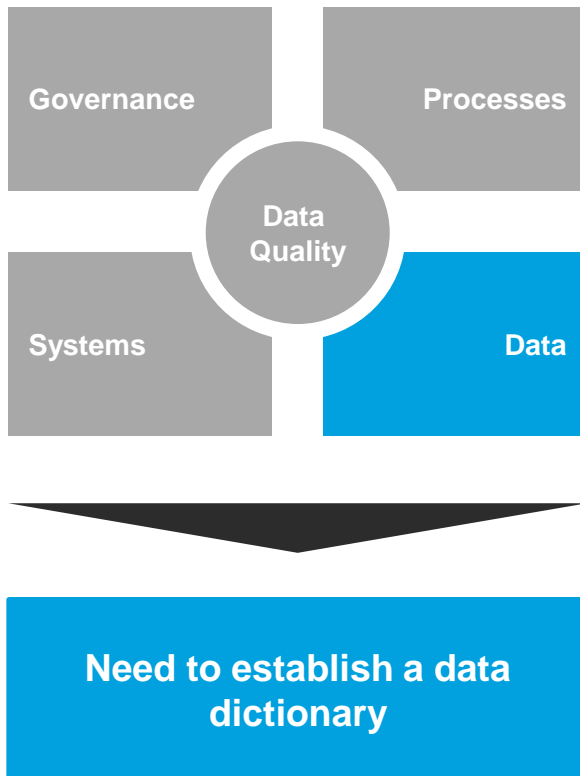 Governance
Processes
Data
Quality
Systems
Data
Need to establish a data
dictionary